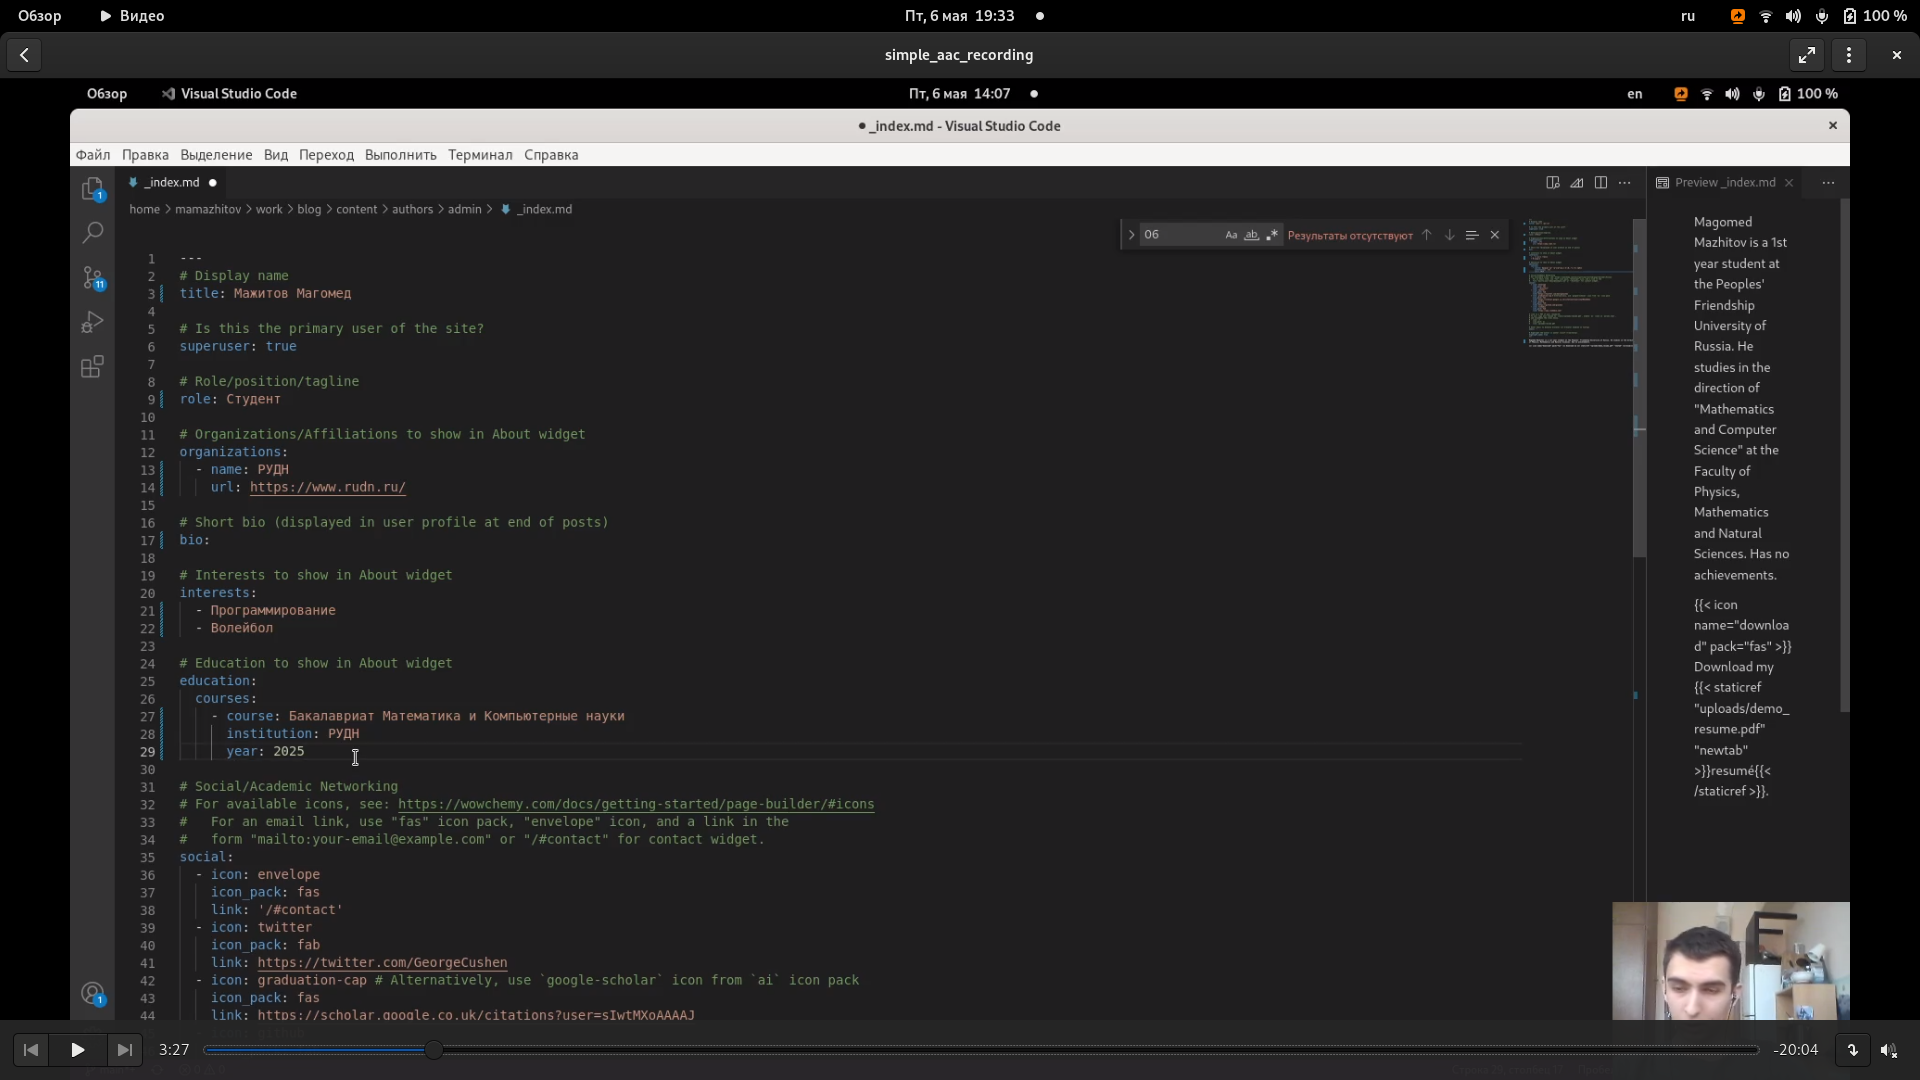 Обзор
Видео
Пт, 6 мая 19:33
ru
100 %
simple_aac_recording
Обзор
Visual Studio Code
Пт, 6 мая 14:07
en
100 %
_index.md - Visual Studio Code
Файл Правка Выделение Вид Переход Выполнить Терминал Справка
_index.md
Preview _index.md
home > mamazhitov > work > blog > content > authors > admin > _index.md
06
Aa
ab
Результаты отсутствуют
1
11
1
1 ---
2 # Display name
3 title: Мажитов Магомед
4
5 # Is this the primary user of the site?
6 superuser: true
7
8 # Role/position/tagline
9 role: Студент
10
11 # Organizations/Affiliations to show in About widget
12 organizations:
13 - name: РУДН
14 url: https://www.rudn.ru/
15
16 # Short bio (displayed in user profile at end of posts)
17 bio:
18
19 # Interests to show in About widget
20 interests:
21 - Программирование
22 - Волейбол
23
24 # Education to show in About widget
25 education:
26 courses:
27 - course: Бакалавриат Математика и Компьютерные науки
28 institution: РУДН
29 year: 2025
30
31 # Social/Academic Networking
32 # For available icons, see: https://wowchemy.com/docs/getting-started/page-builder/#icons
33 # For an email link, use "fas" icon pack, "envelope" icon, and a link in the
34 # form "mailto:your-email@example.com" or "/#contact" for contact widget.
35 social:
36 - icon: envelope
37 icon_pack: fas
38 link: '/#contact'
39 - icon: twitter
40 icon_pack: fab
41 link: https://twitter.com/GeorgeCushen
42 - icon: graduation-cap # Alternatively, use `google-scholar` icon from `ai` icon pack
43 icon_pack: fas
44 link: https://scholar.google.co.uk/citations?user=sIwtMXoAAAAJ
Magomed
Mazhitov is a 1st
year student at
the Peoples'
Friendship
University of
Russia. He
studies in the
direction of
"Mathematics
and Computer
Science" at the
Faculty of
Physics,
Mathematics
and Natural
Sciences. Has no
achievements.
{{< icon
name="downloa
d" pack="fas" >}}
Download my
{{< staticref
"uploads/demo_
resume.pdf"
"newtab"
>}}resumé{{<
/staticref >}}.
3:27
-20:04